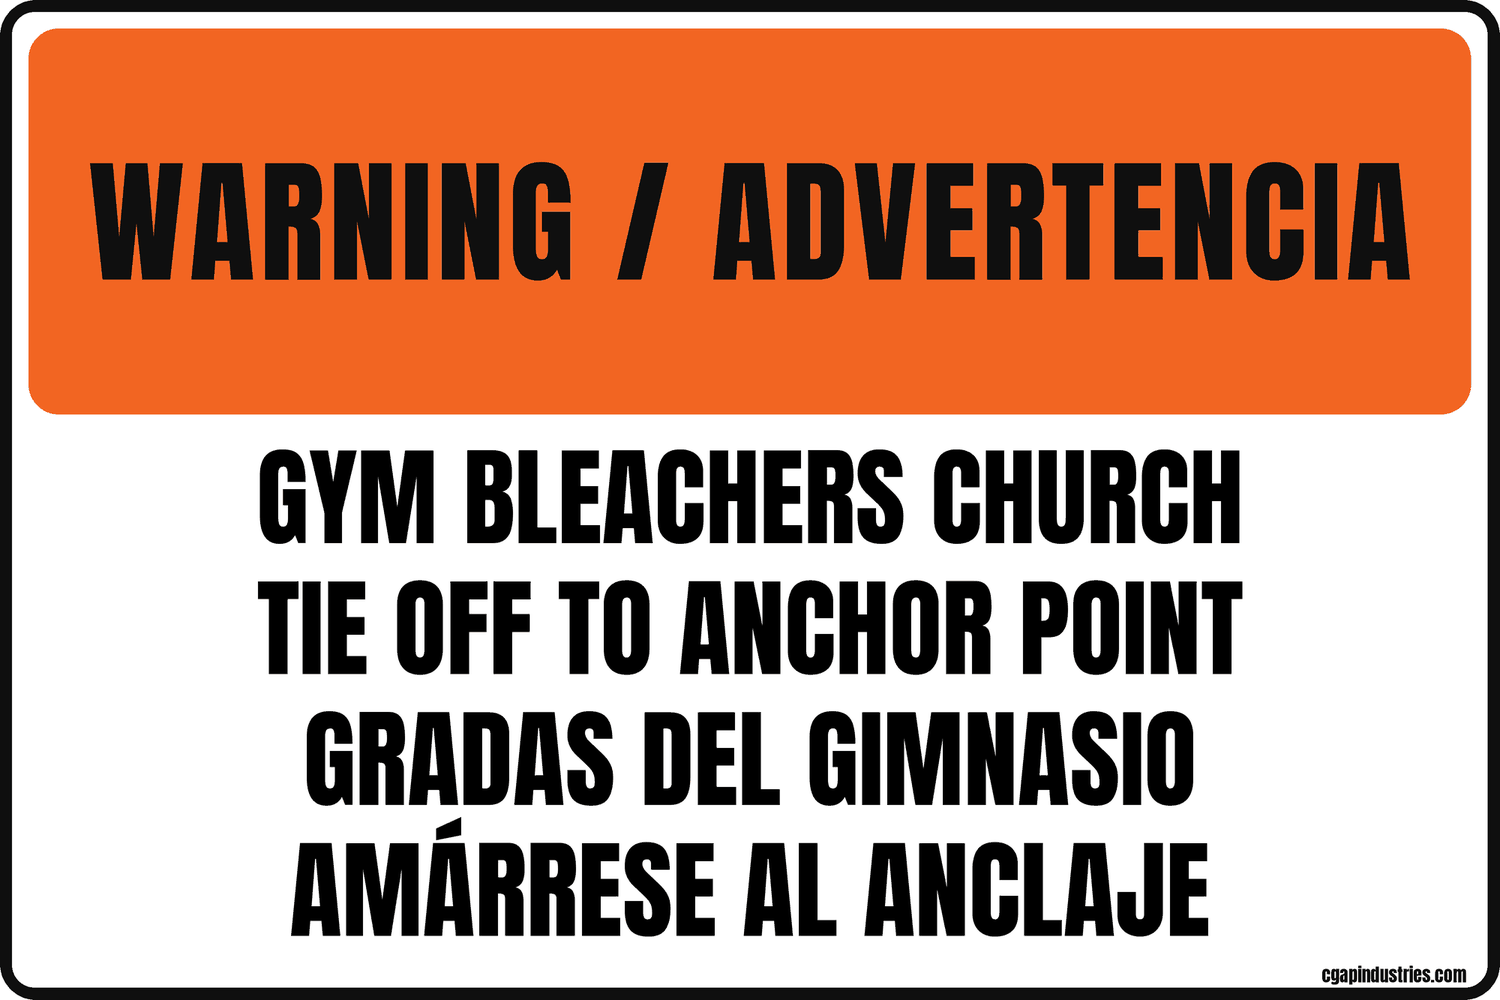 WARNING / ADVERTENCIA
GYM BLEACHERS CHURCH
TIE OFF TO ANCHOR POINT
GRADAS DEL GIMNASIO
AMÁRRESE AL ANCLAJE
cgapindustries.com